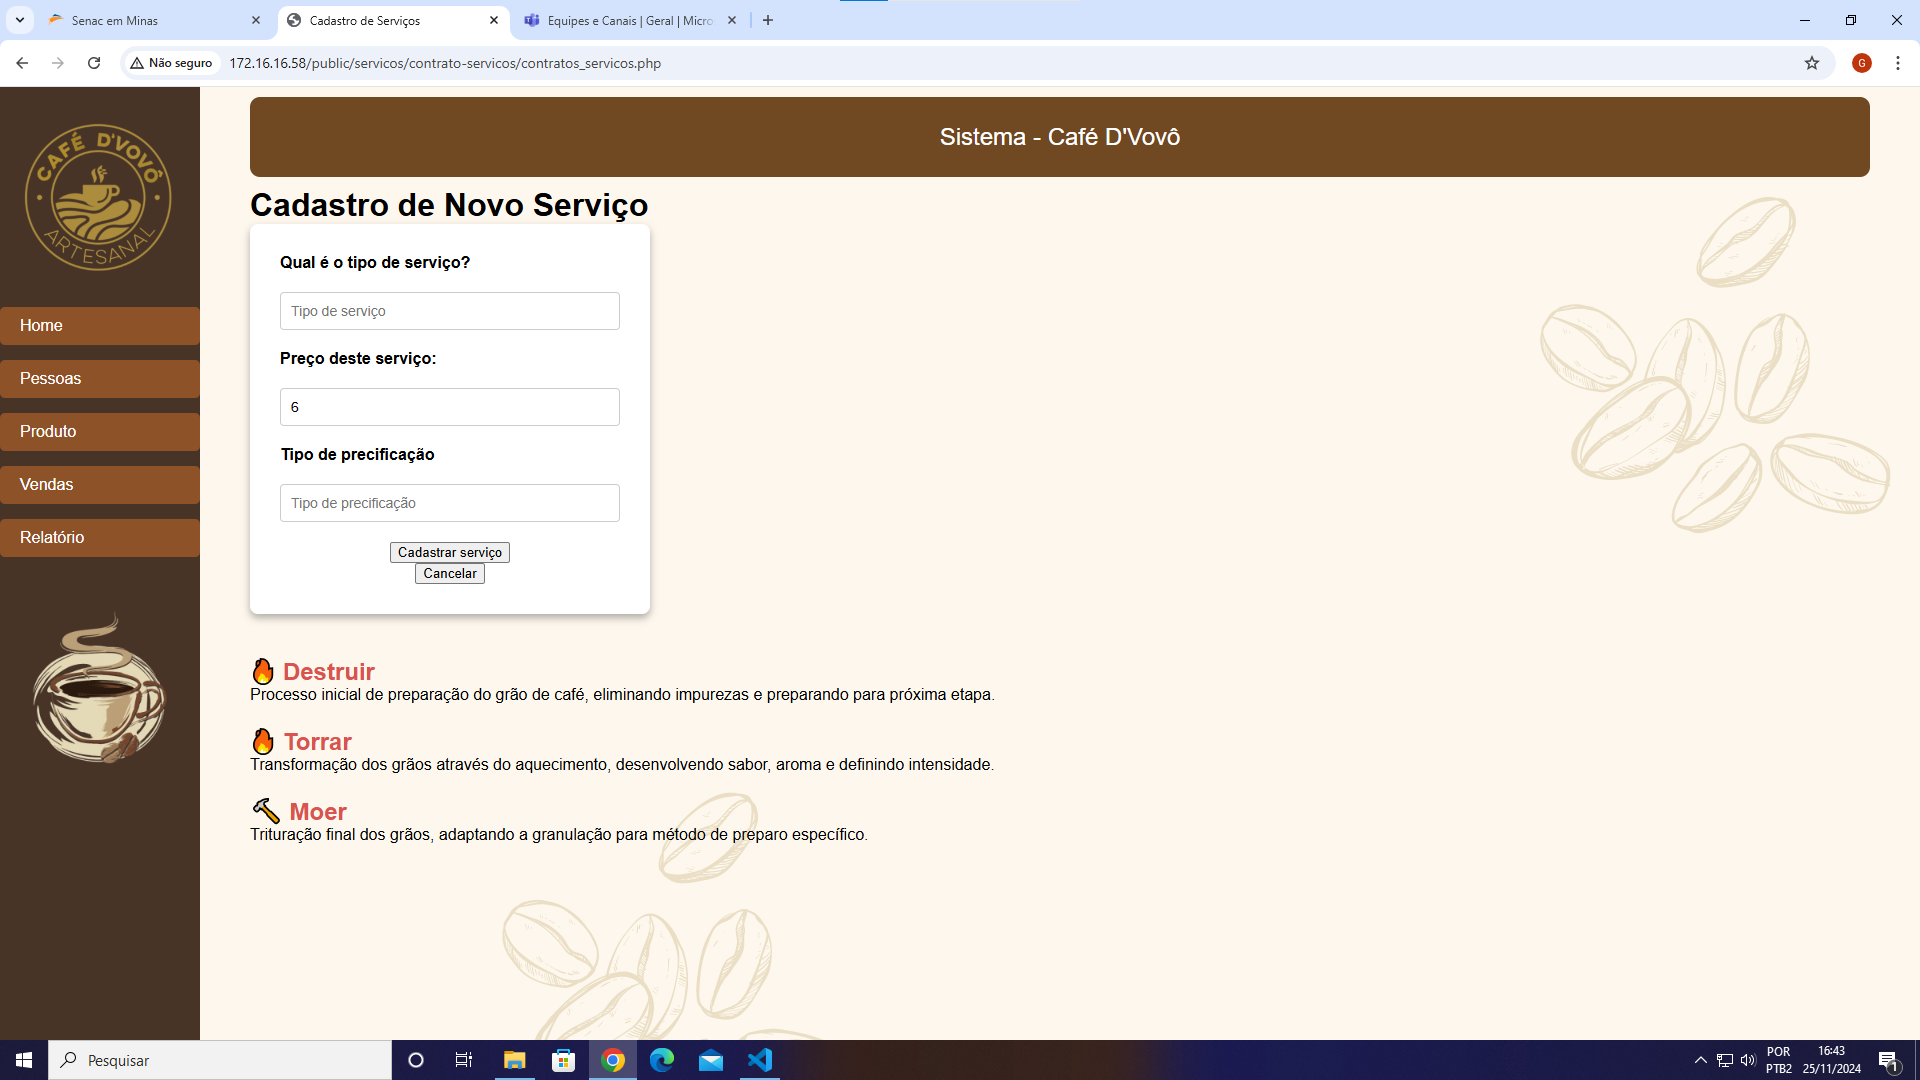 Senac em Minas
Cadastro de Serviços
Equipes e Canais | Geral | Micro
Não seguro
172.16.16.58/public/servicos/contrato-servicos/contratos_servicos.php
G
CAFÉ D'VOVÔ
ARTESANAL
Home
Pessoas
Produto
Vendas
Relatório
Sistema - Café D'Vovô
Cadastro de Novo Serviço
Qual é o tipo de serviço?
Tipo de serviço
Preço deste serviço:
6
Tipo de precificação
Tipo de precificação
Cadastrar serviço
Cancelar
Destruir
Processo inicial de preparação do grão de café, eliminando impurezas e preparando para próxima etapa.
Torrar
Transformação dos grãos através do aquecimento, desenvolvendo sabor, aroma e definindo intensidade.
Moer
Trituração final dos grãos, adaptando a granulação para método de preparo específico.
Pesquisar
POR
PTB2
16:43
25/11/2024
1